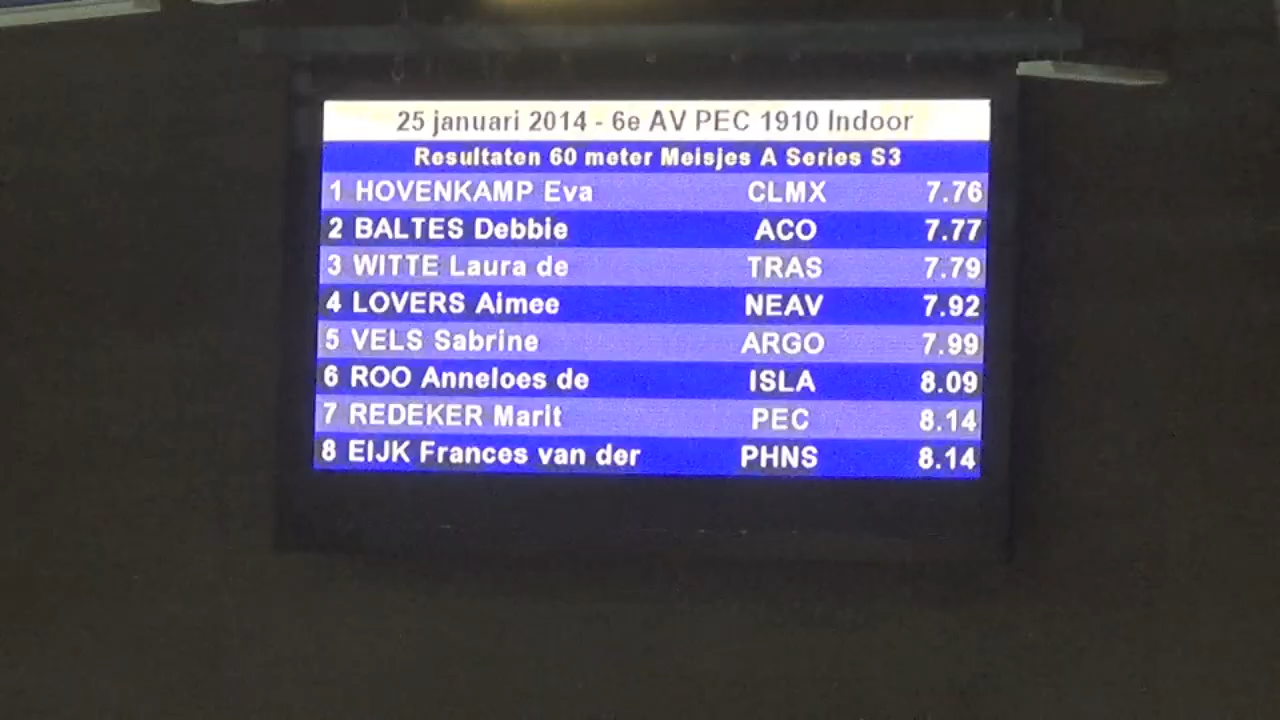 25 januari 2014 - 6e AV PEC 1910 Indoor
Resultaten 60 meter Meisjes A Series S3
1 HOVENKAMP Eva CLMX 7.76
2 BALTES Debbie ACO 7.77
3 WITTE Laura de TRAS 7.79
4 LOVERS Aimee NEAV 7.92
5 VELS Sabrine ARGO 7.99
6 ROO Anneloes de ISLA 8.09
7 REDEKER Marit PEC 8.14
8 EIJK Frances van der PHNS 8.14